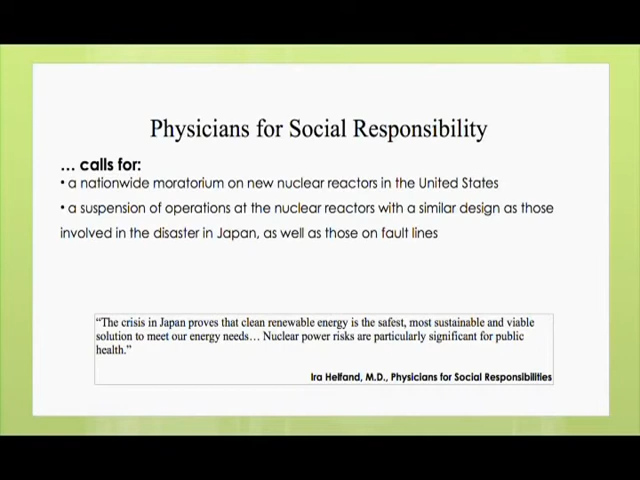 Physicians for Social Responsibility
… calls for:
• a nationwide moratorium on new nuclear reactors in the United States
• a suspension of operations at the nuclear reactors with a similar design as those
involved in the disaster in Japan, as well as those on fault lines
“The crisis in Japan proves that clean renewable energy is the safest, most sustainable and viable
solution to meet our energy needs… Nuclear power risks are particularly significant for public
health.”
Ira Helfand, M.D., Physicians for Social Responsibilities